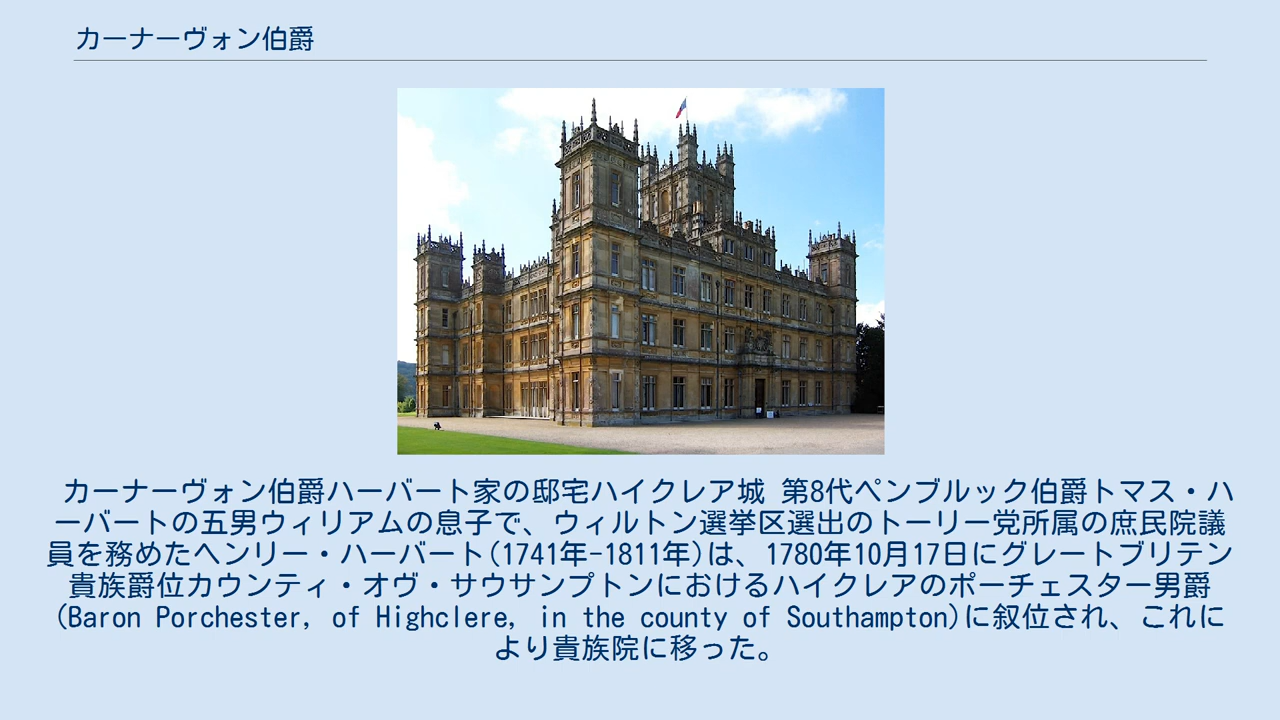 カーナーヴォン伯爵
カーナーヴォン伯爵ハーバート家の邸宅ハイクレア城 第8代ペンブルック伯爵トマス・ハ
ーバートの五男ウィリアムの息子で、ウィルトン選挙区選出のトーリー党所属の庶民院議
員を務めたヘンリー・ハーバート(1741年-1811年)は、1780年10月17日にグレートブリテン
貴族爵位カウンティ・オヴ・サウサンプトンにおけるハイクレアのポーチェスター男爵
(Baron Porchester, of Highclere, in the county of Southampton)に叙位され、これに
より貴族院に移った。